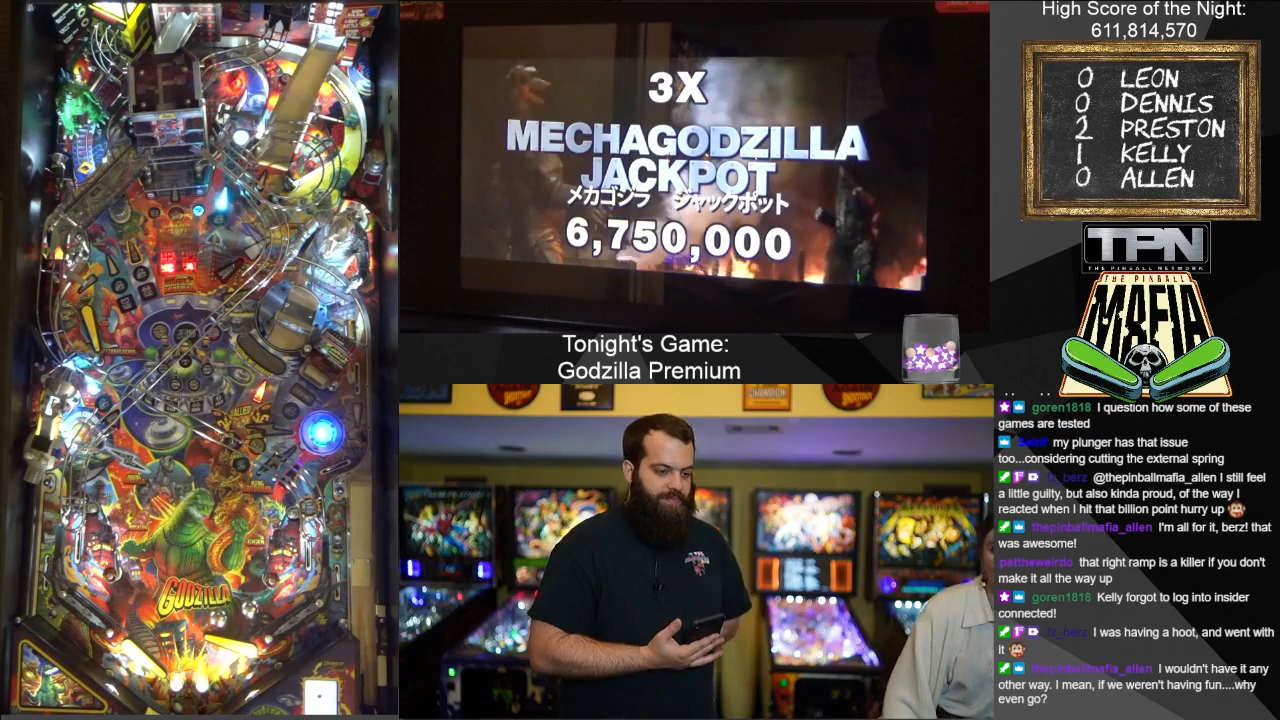 3X
MECHAGODZILLA
JACKPOT
メカゴジラ ジャックポット
6,750,000
Tonight's Game:
Godzilla Premium
High Score of the Night:
611,814,570
0 LEON
0 DENNIS
2 PRESTON
1 KELLY
0 ALLEN
TPN
THE PINBALL NETWORK
THE PINBALL
MAFIA
goren1818 I question how some of these
games are tested
my plunger has that issue
too...considering cutting the external spring
@thepinballmafia_allen I still feel
a little guilty, but also kinda proud, of the way I
reacted when I hit that billion point hurry up
thepinballmafia_allen I'm all for it, berz! that
was awesome!
pattheweirdo that right ramp is a killer if you don't
make it all the way up
goren1818 Kelly forgot to log into insider
connected!
I was having a hoot, and went with
it
thepinballmafia_allen I wouldn't have it any
other way. I mean, if we weren't having fun....why
even go?
ALLIED
KING
GODZILLA